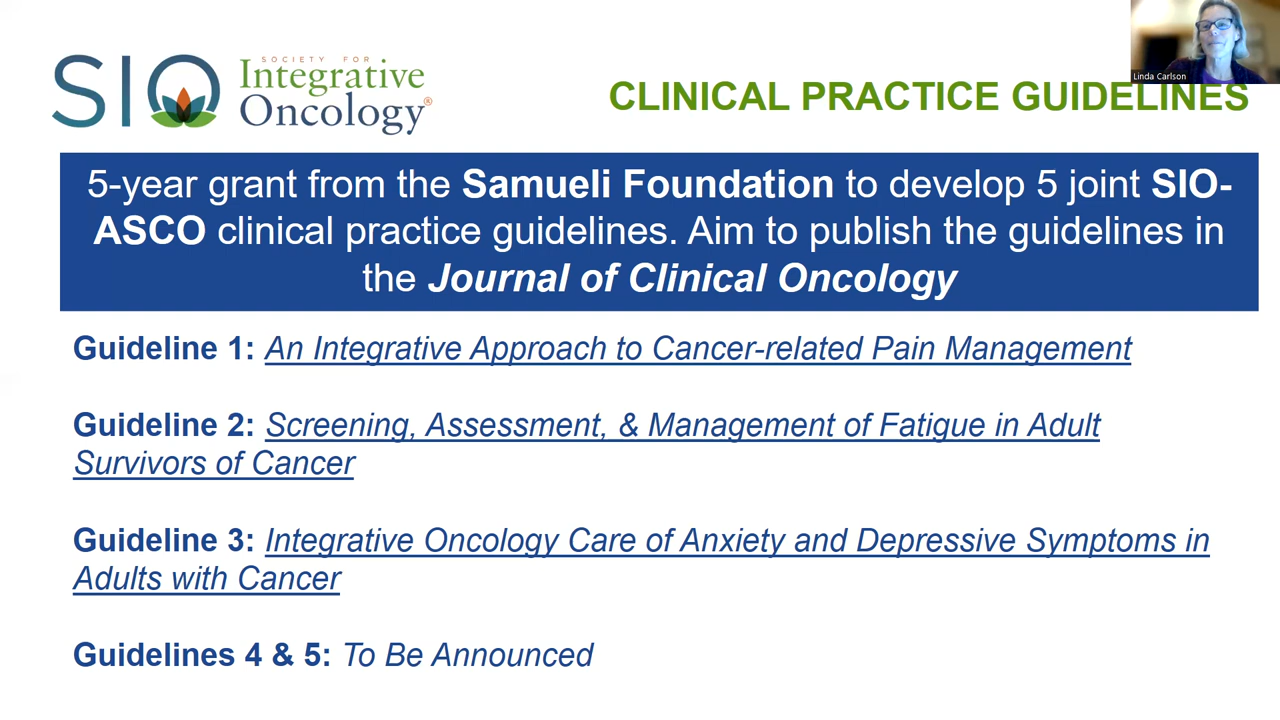 SIO
SOCIETY FOR
Integrative
Oncology®
Linda Carlson
CLINICAL PRACTICE GUIDELINES
5-year grant from the Samueli Foundation to develop 5 joint SIO-
ASCO clinical practice guidelines. Aim to publish the guidelines in
the Journal of Clinical Oncology
Guideline 1: An Integrative Approach to Cancer-related Pain Management
Guideline 2: Screening, Assessment, & Management of Fatigue in Adult
Survivors of Cancer
Guideline 3: Integrative Oncology Care of Anxiety and Depressive Symptoms in
Adults with Cancer
Guidelines 4 & 5: To Be Announced